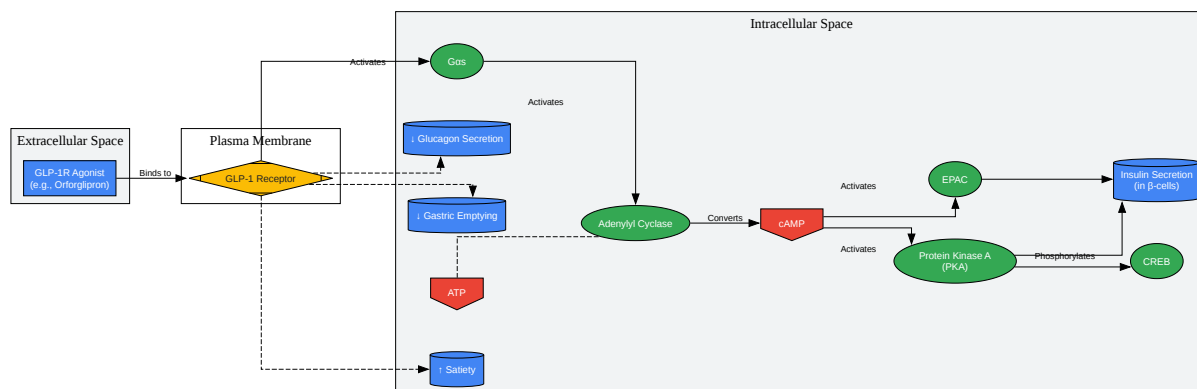 Intracellular Space
Gαs
Activates
Activates
Extracellular Space
Plasma Membrane
↓ Glucagon Secretion
GLP-1R Agonist
(e.g., Orforglipron)
Binds to
GLP-1 Receptor
EPAC
Activates
Insulin Secretion
(in β-cells)
↓ Gastric Emptying
Adenylyl Cyclase
Converts
cAMP
Activates
Protein Kinase A
(PKA)
Phosphorylates
CREB
ATP
↑ Satiety